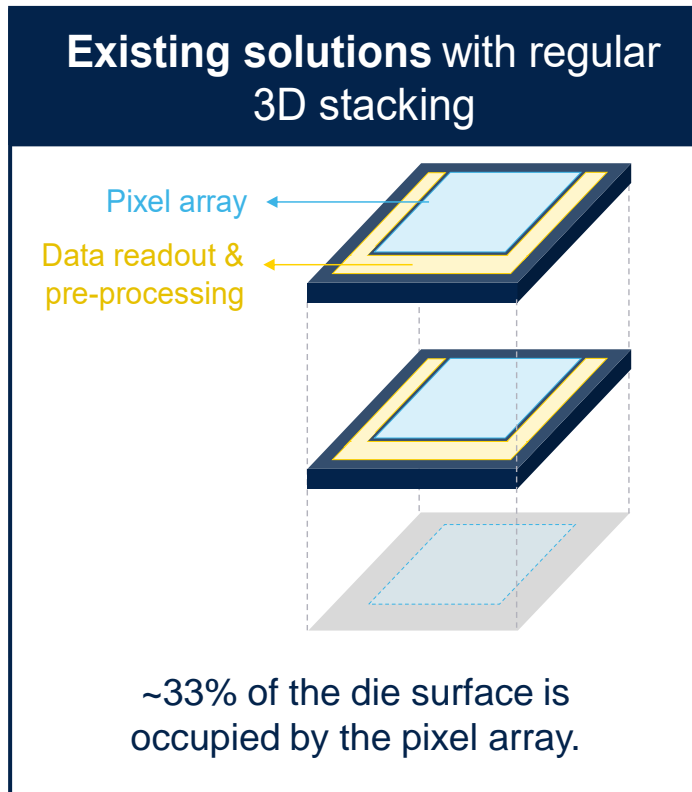 Existing solutions with regular
3D stacking
Pixel array
Data readout &
pre-processing
~33% of the die surface is
occupied by the pixel array.